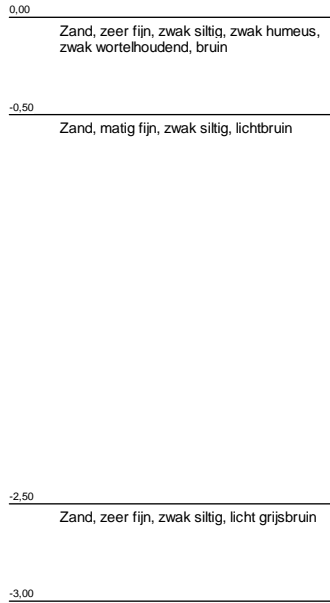 0,00
Zand, zeer fijn, zwak siltig, zwak humeus,
zwak wortelhoudend, bruin
-0,50
Zand, matig fijn, zwak siltig, lichtbruin
-2,50
Zand, zeer fijn, zwak siltig, licht grijsbruin
-3,00